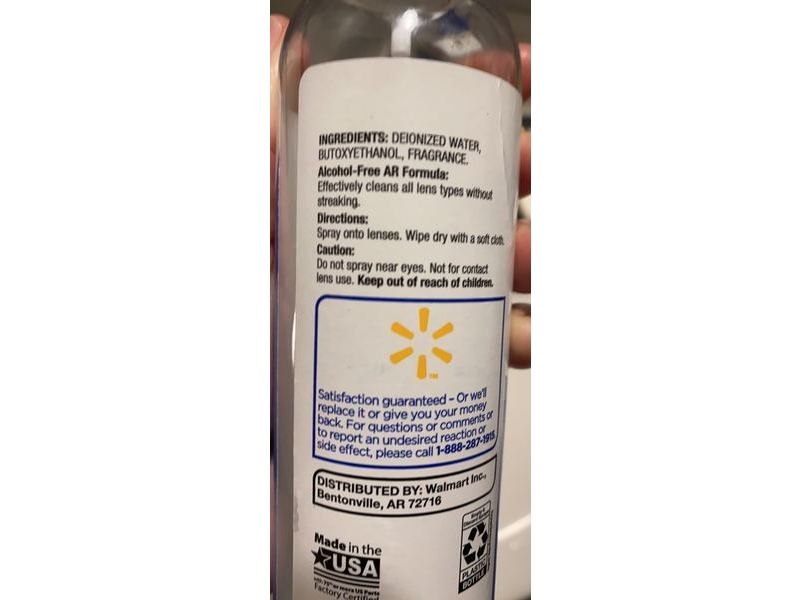 INGREDIENTS: DEIONIZED WATER,
BUTOXYETHANOL, FRAGRANCE.
Alcohol-Free AR Formula:
Effectively cleans all lens types without
streaking.
Directions:
Spray onto lenses. Wipe dry with a soft cloth.
Caution:
Do not spray near eyes. Not for contact
lens use. Keep out of reach of children.
TM
Satisfaction guaranteed – Or we'll
replace it or give you your money
back. For questions or comments or
to report an undesired reaction or
side effect, please call 1-888-287-1915.
DISTRIBUTED BY: Walmart Inc.,
Bentonville, AR 72716
Made in the
USA
Factory Certified
PLASTIC
BOTTLE